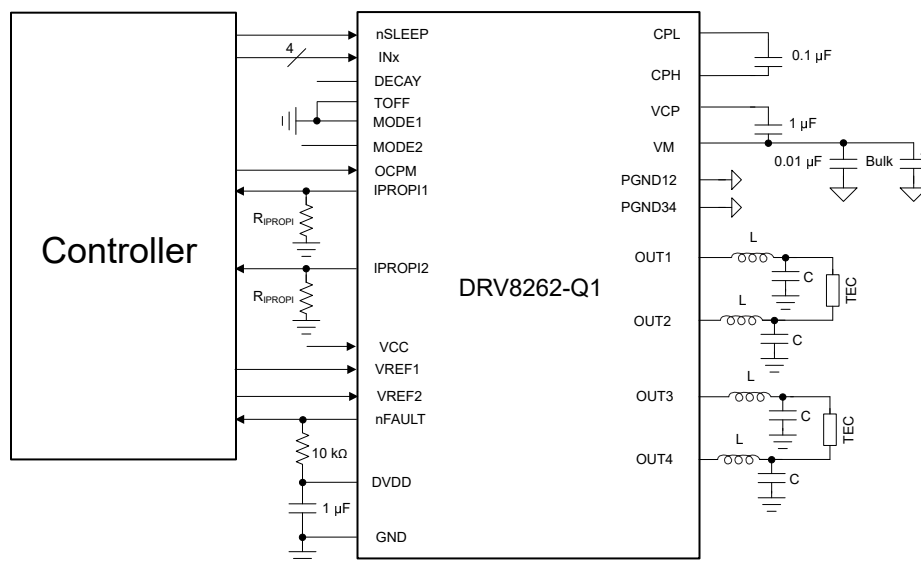 Controller
4
R_IPROPI
R_IPROPI
10 kΩ
1 µF
nSLEEP
INx
DECAY
TOFF
MODE1
MODE2
OCPM
IPROPI1
IPROPI2
VCC
VREF1
VREF2
nFAULT
DVDD
GND
DRV8262-Q1
CPL
CPH
VCP
VM
PGND12
PGND34
OUT1
OUT2
OUT3
OUT4
0.1 µF
1 µF
0.01 µF
Bulk
L
C
TEC
L
C
L
C
TEC
L
C